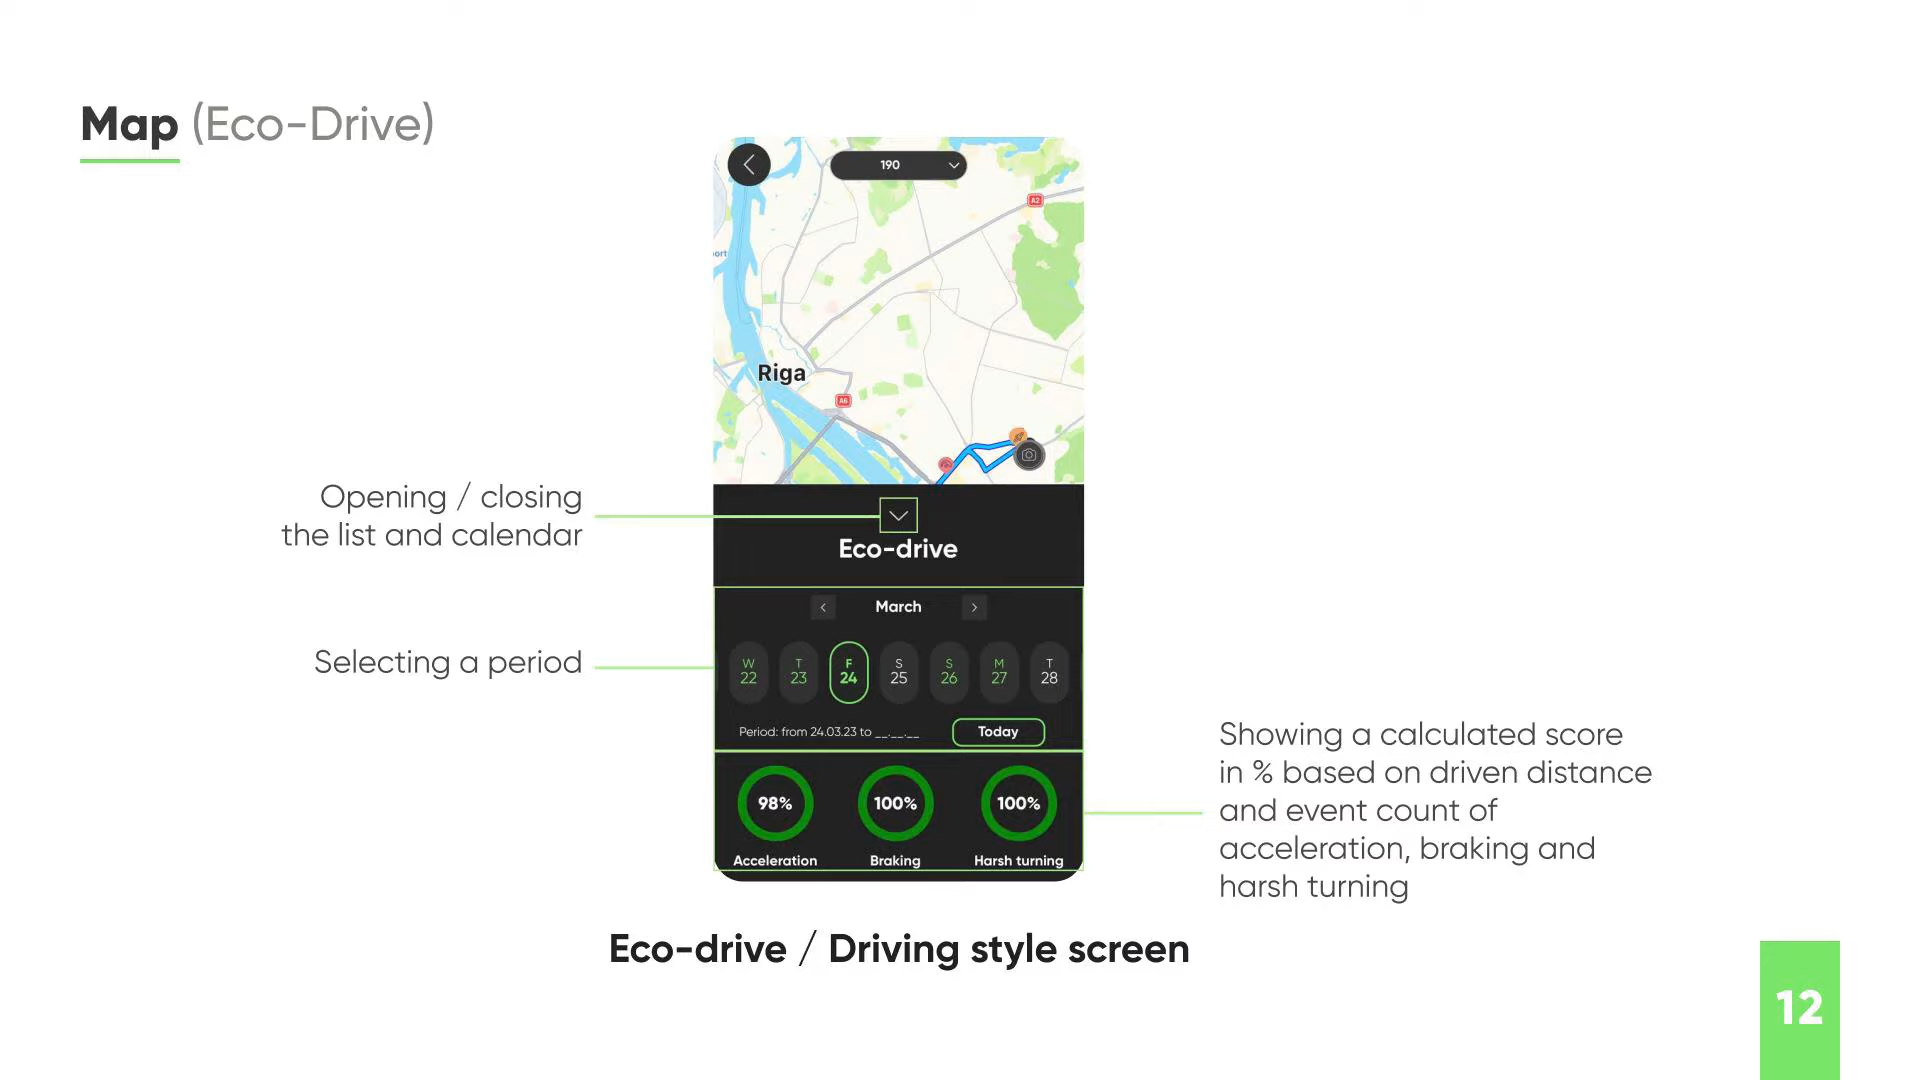 Map (Eco-Drive)
190
A2
ort
Riga
A6
Opening / closing
the list and calendar
Eco-drive
March
Selecting a period
W T F S S M T
22 23 24 25 26 27 28
Period: from 24.03.23 to __.__.__
Today
98% 100% 100%
Acceleration Braking Harsh turning
Showing a calculated score
in % based on driven distance
and event count of
acceleration, braking and
harsh turning
Eco-drive / Driving style screen
12